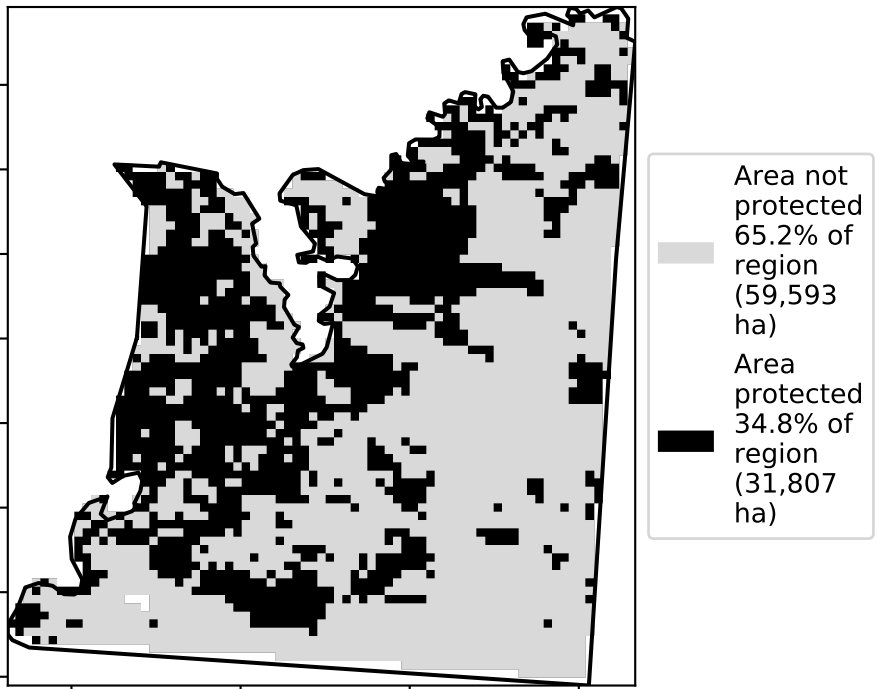 Area not
protected
65.2% of
region
(59,593
ha)
Area
protected
34.8% of
region
(31,807
ha)